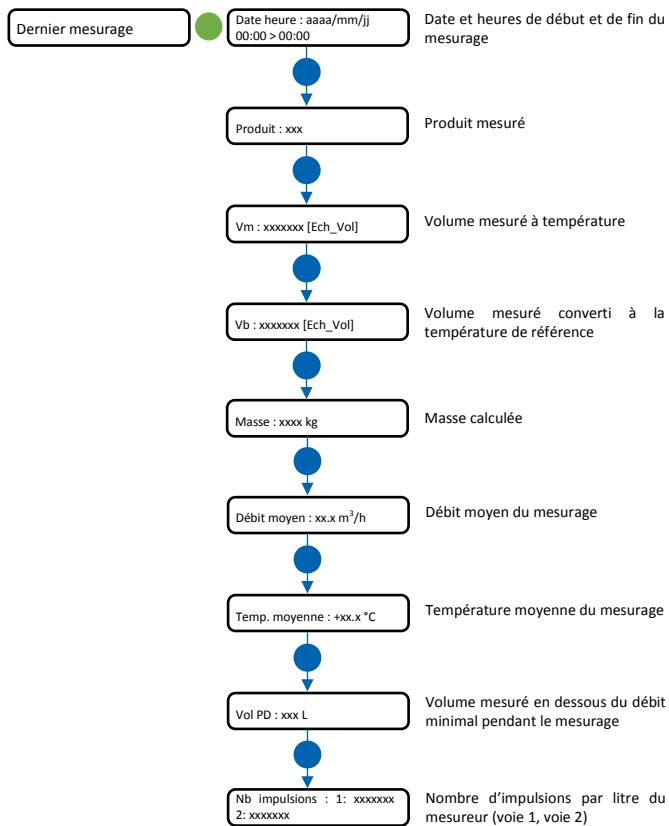 Dernier mesurage
Date heure : aaaa/mm/jj
00:00 > 00:00
Date et heures de début et de fin du
mesurage
Produit : xxx
Produit mesuré
Vm : xxxxxxx [Ech_Vol]
Volume mesuré à température
Vb : xxxxxxx [Ech_Vol]
Volume mesuré converti à la
température de référence
Masse : xxxx kg
Masse calculée
Débit moyen : xx.x m³/h
Débit moyen du mesurage
Temp. moyenne : +xx.x °C
Température moyenne du mesurage
Vol PD : xxx L
Volume mesuré en dessous du débit
minimal pendant le mesurage
Nb impulsions : 1: xxxxxxx
2: xxxxxxx
Nombre d’impulsions par litre du
mesureur (voie 1, voie 2)